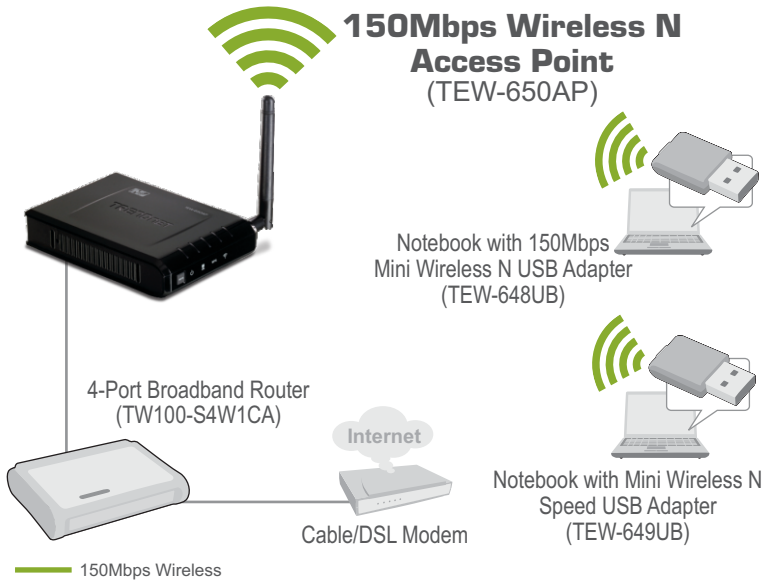 150Mbps Wireless N
Access Point
(TEW-650AP)
TRENDNET
Notebook with 150Mbps
Mini Wireless N USB Adapter
(TEW-648UB)
4-Port Broadband Router
(TW100-S4W1CA)
Internet
Cable/DSL Modem
Notebook with Mini Wireless N
Speed USB Adapter
(TEW-649UB)
150Mbps Wireless